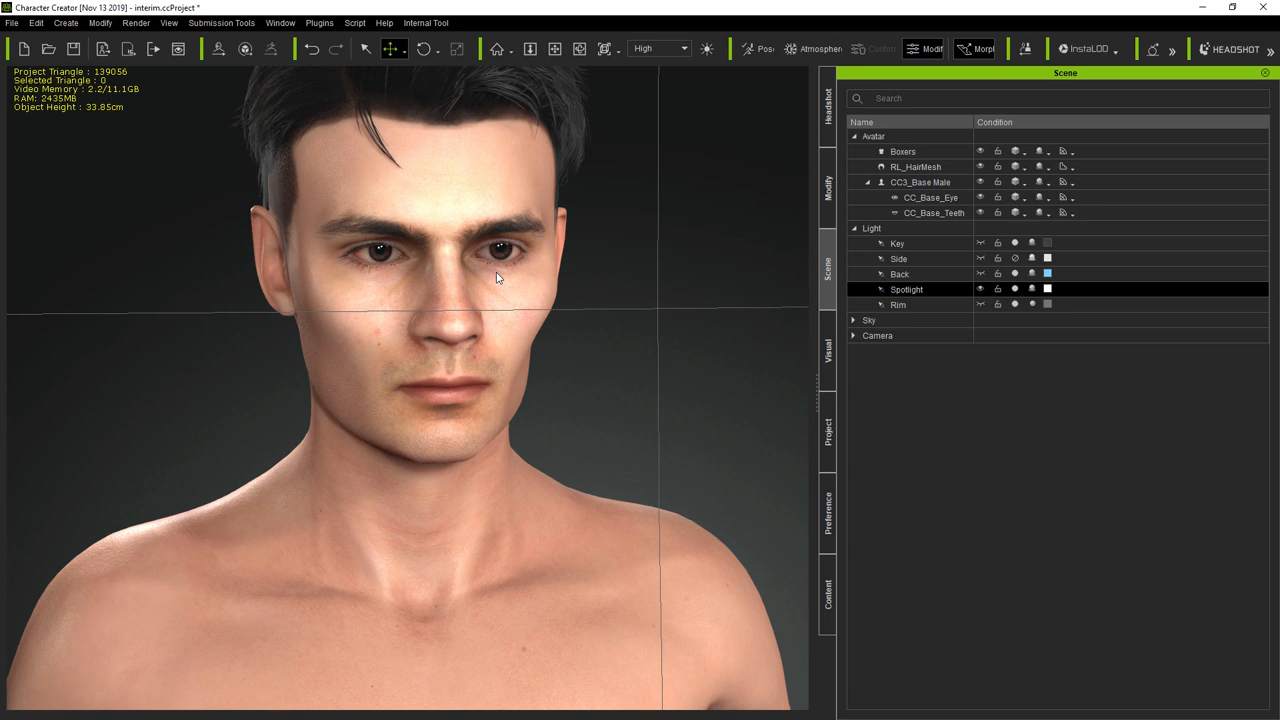 Character Creator [Nov 13 2019] - interim.ccProject *
File Edit Create Modify Render View Submission Tools Window Plugins Script Help Internal Tool
High Pos Atmospher Confor Modif Morpl InstaLOD » HEADSHOT »
Project Triangle : 139056
Selected Triangle : 0
Video Memory : 2.2/11.1GB
RAM: 2435MB
Object Height : 33.85cm
Headshot
Modify
Scene
Visual
Project
Preference
Content
Scene
Search
Name Condition
Avatar
Boxers
RL_HairMesh
CC3_Base Male
CC_Base_Eye
CC_Base_Teeth
Light
Key
Side
Back
Spotlight
Rim
Sky
Camera